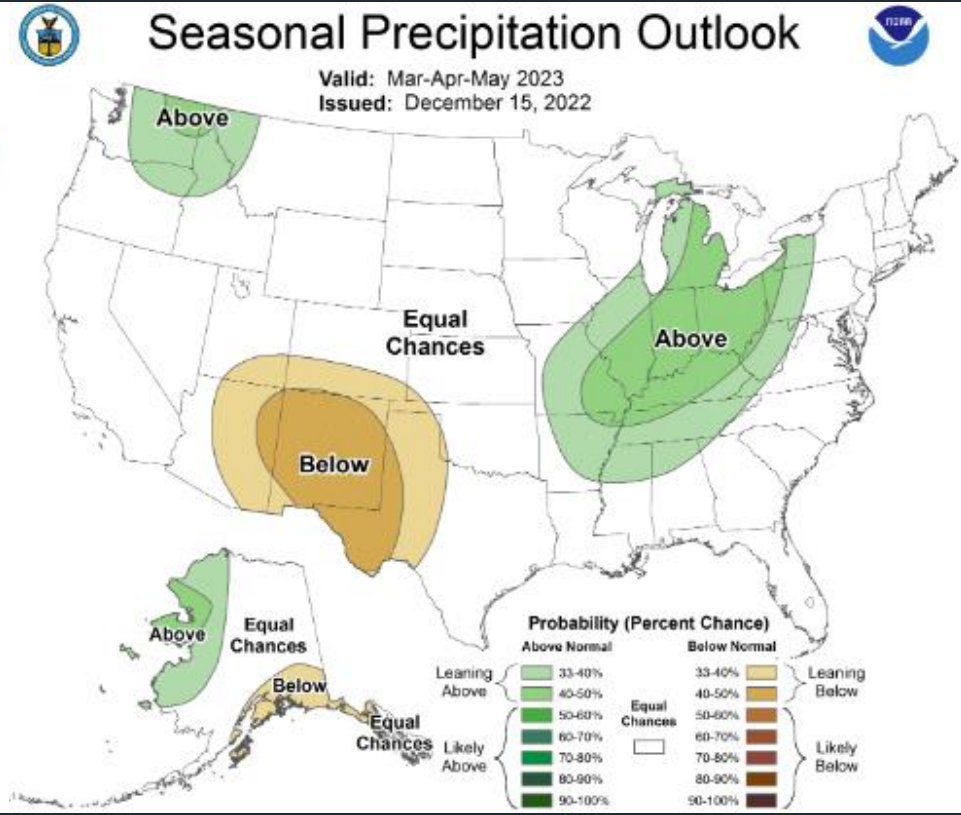 Seasonal Precipitation Outlook
NOAA
Valid: Mar-Apr-May 2023
Issued: December 15, 2022
Above
Equal
Chances
Above
Below
Above
Equal
Chances
Below
Equal
Chances
Probability (Percent Chance)
Above Normal
Below Normal
Leaning
Above
33-40%
40-50%
50-60%
60-70%
70-80%
80-90%
90-100%
Likely
Above
Equal
Chances
33-40%
40-50%
50-60%
60-70%
70-80%
80-90%
90-100%
Leaning
Below
Likely
Below